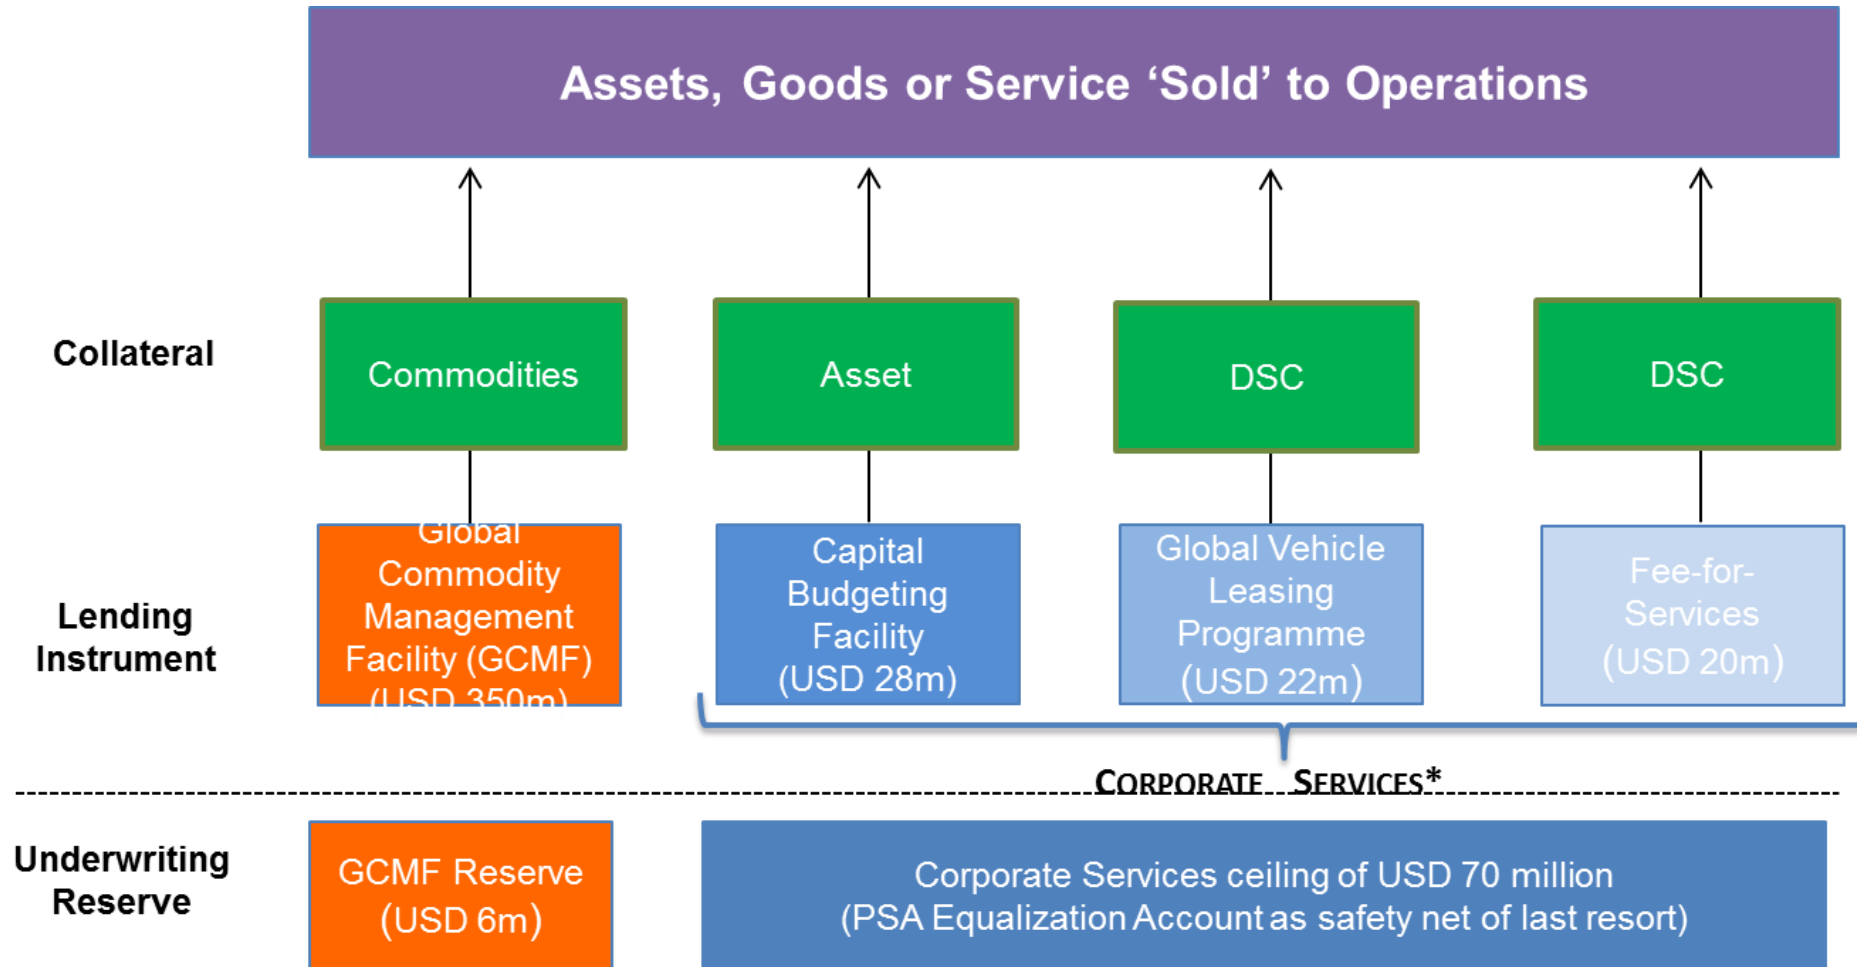 Assets, Goods or Service ‘Sold’ to Operations
Collateral
Commodities
Asset
DSC
DSC
Lending
Instrument
Global
Commodity
Management
Facility (GCMF)
(USD 350m)
Capital
Budgeting
Facility
(USD 28m)
Global Vehicle
Leasing
Programme
(USD 22m)
Fee-for-
Services
(USD 20m)
CORPORATE SERVICES*
Underwriting
Reserve
GCMF Reserve
(USD 6m)
Corporate Services ceiling of USD 70 million
(PSA Equalization Account as safety net of last resort)